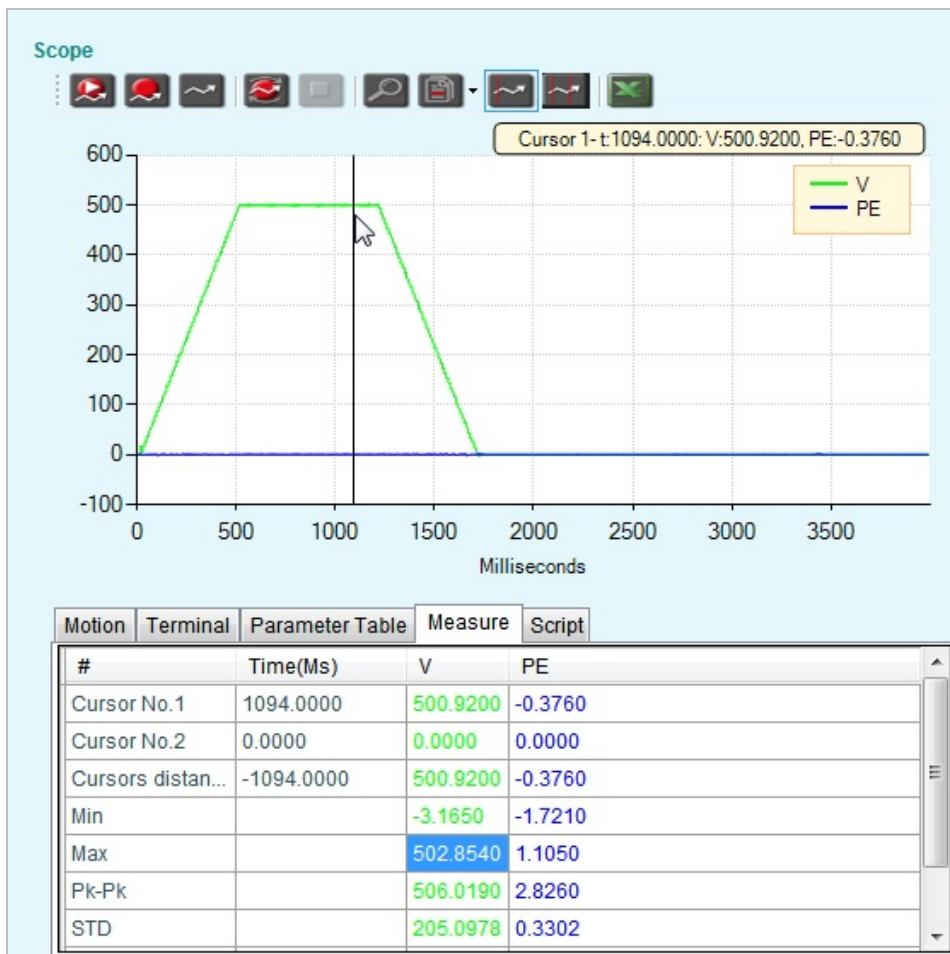 Scope
Cursor 1- t:1094.0000: V:500.9200, PE:-0.3760
V
PE
600
500
400
300
200
100
0
-100
0 500 1000 1500 2000 2500 3000 3500
Milliseconds
Motion Terminal Parameter Table Measure Script
# Time(Ms) V PE
Cursor No.1 1094.0000 500.9200 -0.3760
Cursor No.2 0.0000 0.0000 0.0000
Cursors distan... -1094.0000 500.9200 -0.3760
Min -3.1650 -1.7210
Max 502.8540 1.1050
Pk-Pk 506.0190 2.8260
STD 205.0978 0.3302